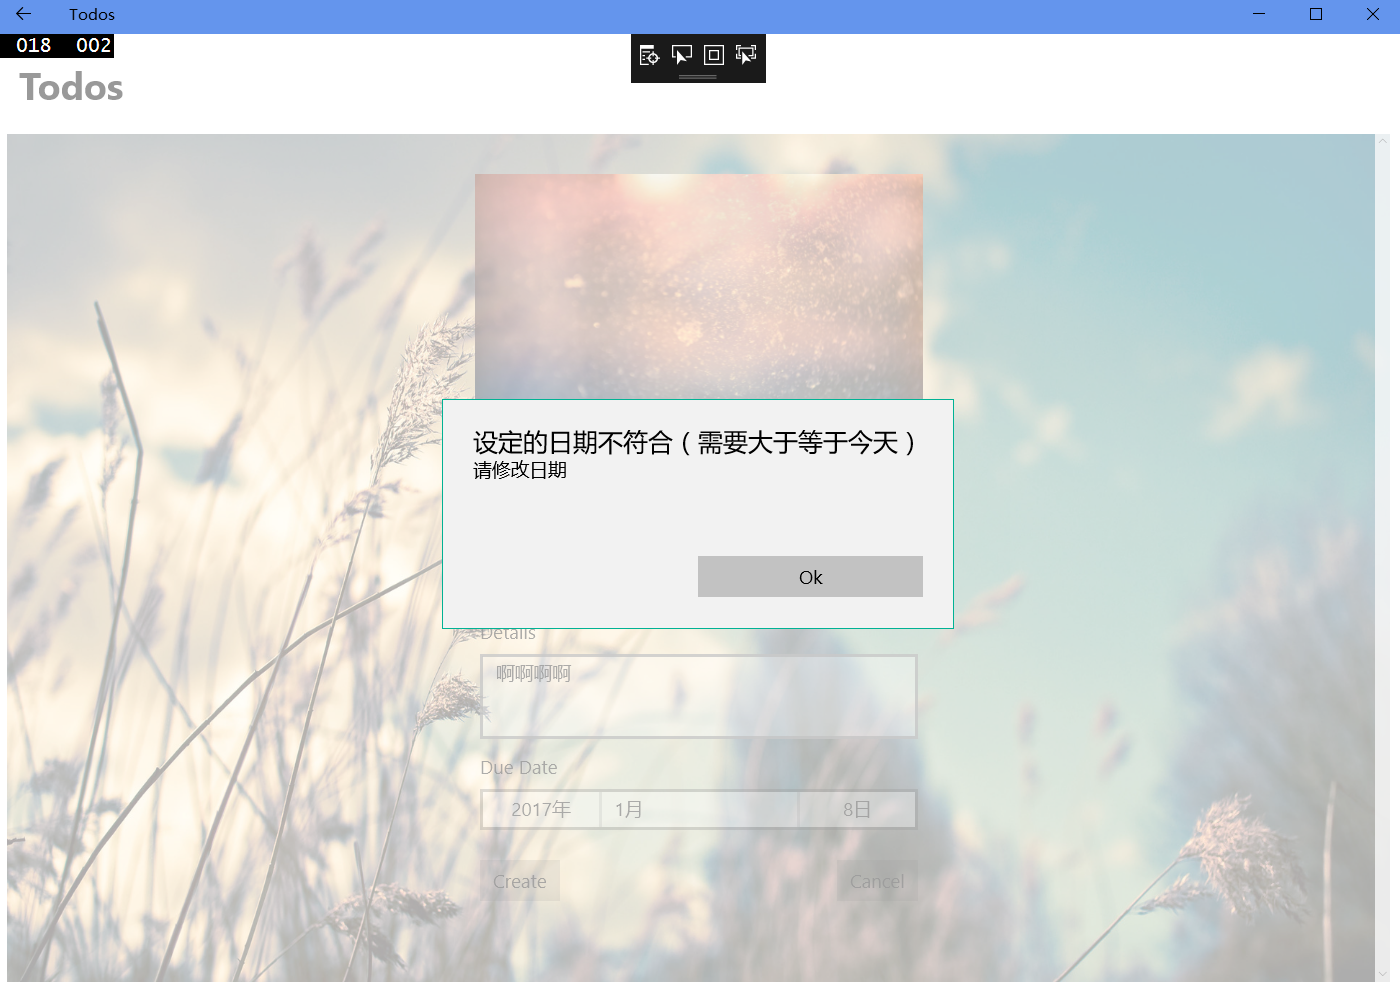 Todos
018 002
Todos
设定的日期不符合（需要大于等于今天）
请修改日期
Ok
Details
啊啊啊啊
Due Date
2017年 1月 8日
Create Cancel